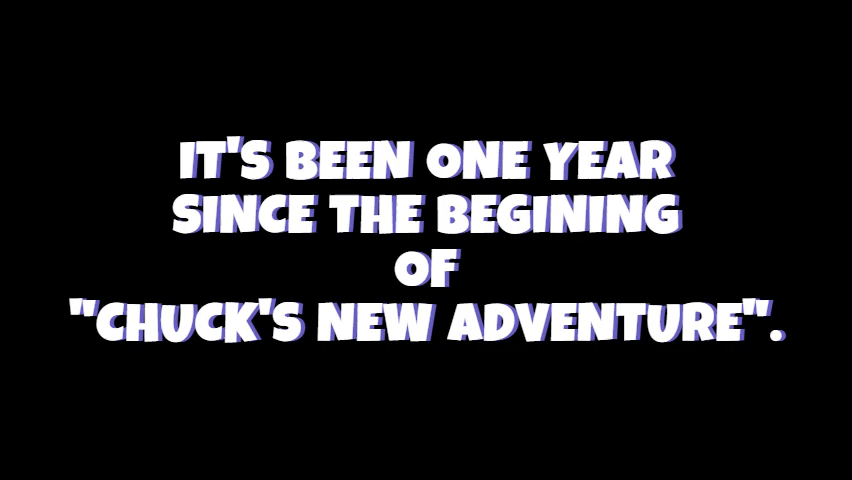 IT'S BEEN ONE YEAR
SINCE THE BEGINING
OF
"CHUCK'S NEW ADVENTURE".